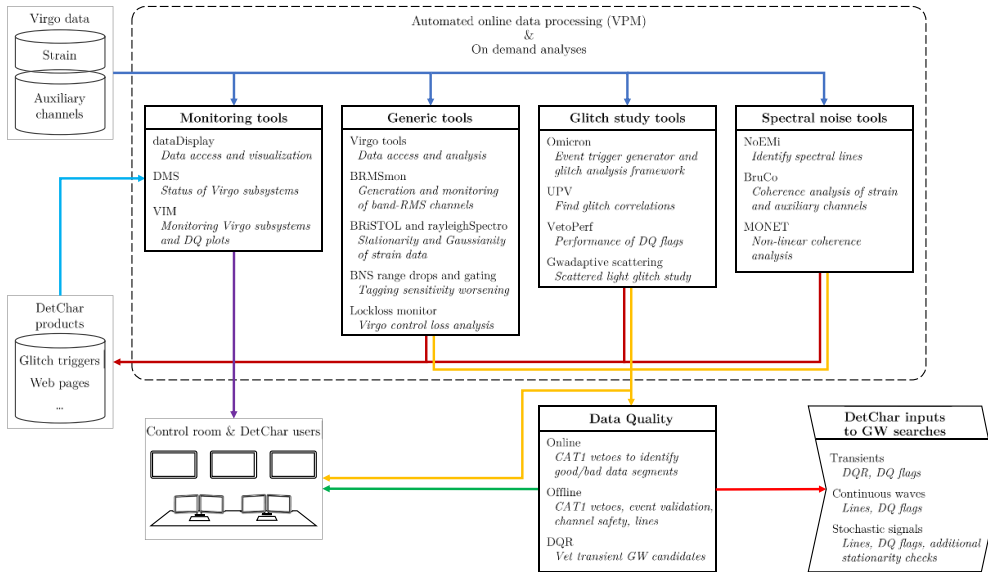 Virgo data
Strain
Auxiliary
channels
Automated online data processing (VPM)
&
On demand analyses
Monitoring tools
dataDisplay
Data access and visualization
DMS
Status of Virgo subsystems
VIM
Monitoring Virgo subsystems
and DQ plots
Generic tools
Virgo tools
Data access and analysis
BRMSmon
Generation and monitoring
of band-RMS channels
BRiSTOL and rayleighSpectro
Stationarity and Gaussianity
of strain data
BNS range drops and gating
Tagging sensitivity worsening
Lockloss monitor
Virgo control loss analysis
Glitch study tools
Omicron
Event trigger generator and
glitch analysis framework
UPV
Find glitch correlations
VetoPerf
Performance of DQ flags
Gwadaptive scattering
Scattered light glitch study
Spectral noise tools
NoEMi
Identify spectral lines
BruCo
Coherence analysis of strain
and auxiliary channels
MONET
Non-linear coherence
analysis
DetChar
products
Glitch triggers
Web pages
...
Control room & DetChar users
Data Quality
Online
CAT1 vetoes to identify
good/bad data segments
Offline
CAT1 vetoes, event validation,
channel safety, lines
DQR
Vet transient GW candidates
DetChar inputs
to GW searches
Transients
DQR, DQ flags
Continuous waves
Lines, DQ flags
Stochastic signals
Lines, DQ flags, additional
stationarity checks